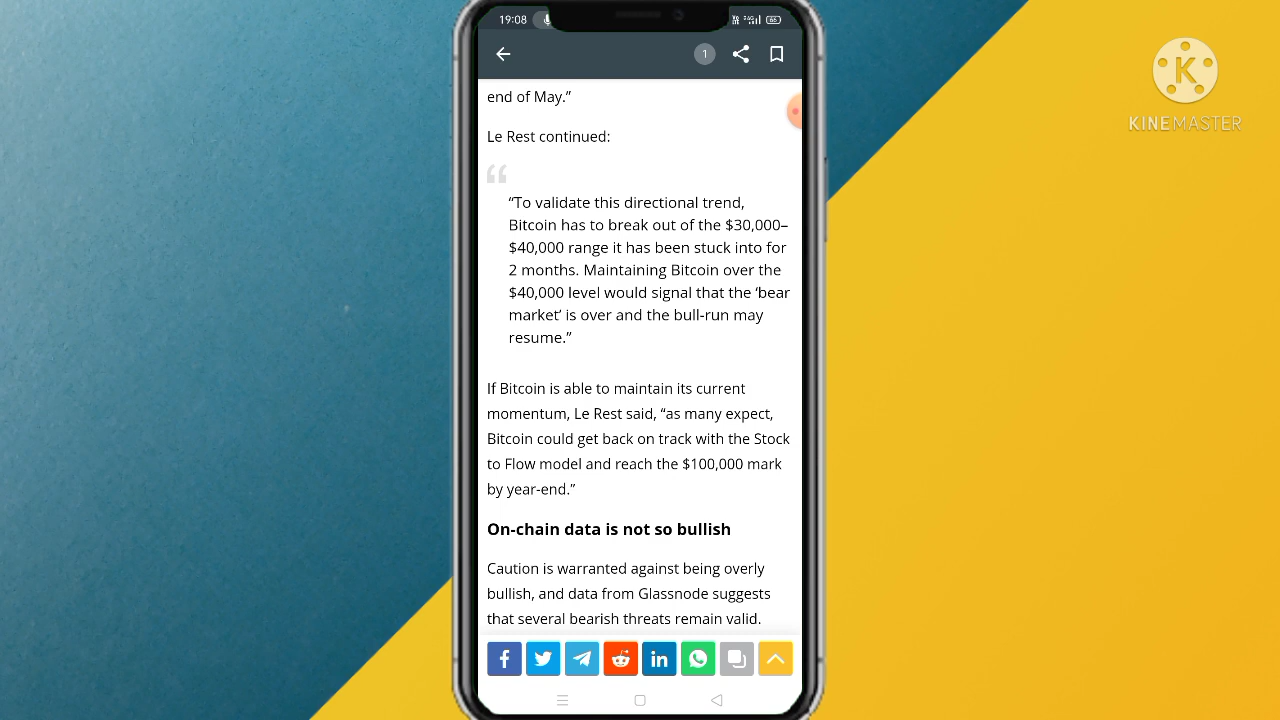 19:08
1
K
KINEMASTER
end of May.”
Le Rest continued:
“To validate this directional trend,
Bitcoin has to break out of the $30,000–
$40,000 range it has been stuck into for
2 months. Maintaining Bitcoin over the
$40,000 level would signal that the ‘bear
market’ is over and the bull-run may
resume.”
If Bitcoin is able to maintain its current
momentum, Le Rest said, “as many expect,
Bitcoin could get back on track with the Stock
to Flow model and reach the $100,000 mark
by year-end.”
On-chain data is not so bullish
Caution is warranted against being overly
bullish, and data from Glassnode suggests
that several bearish threats remain valid.